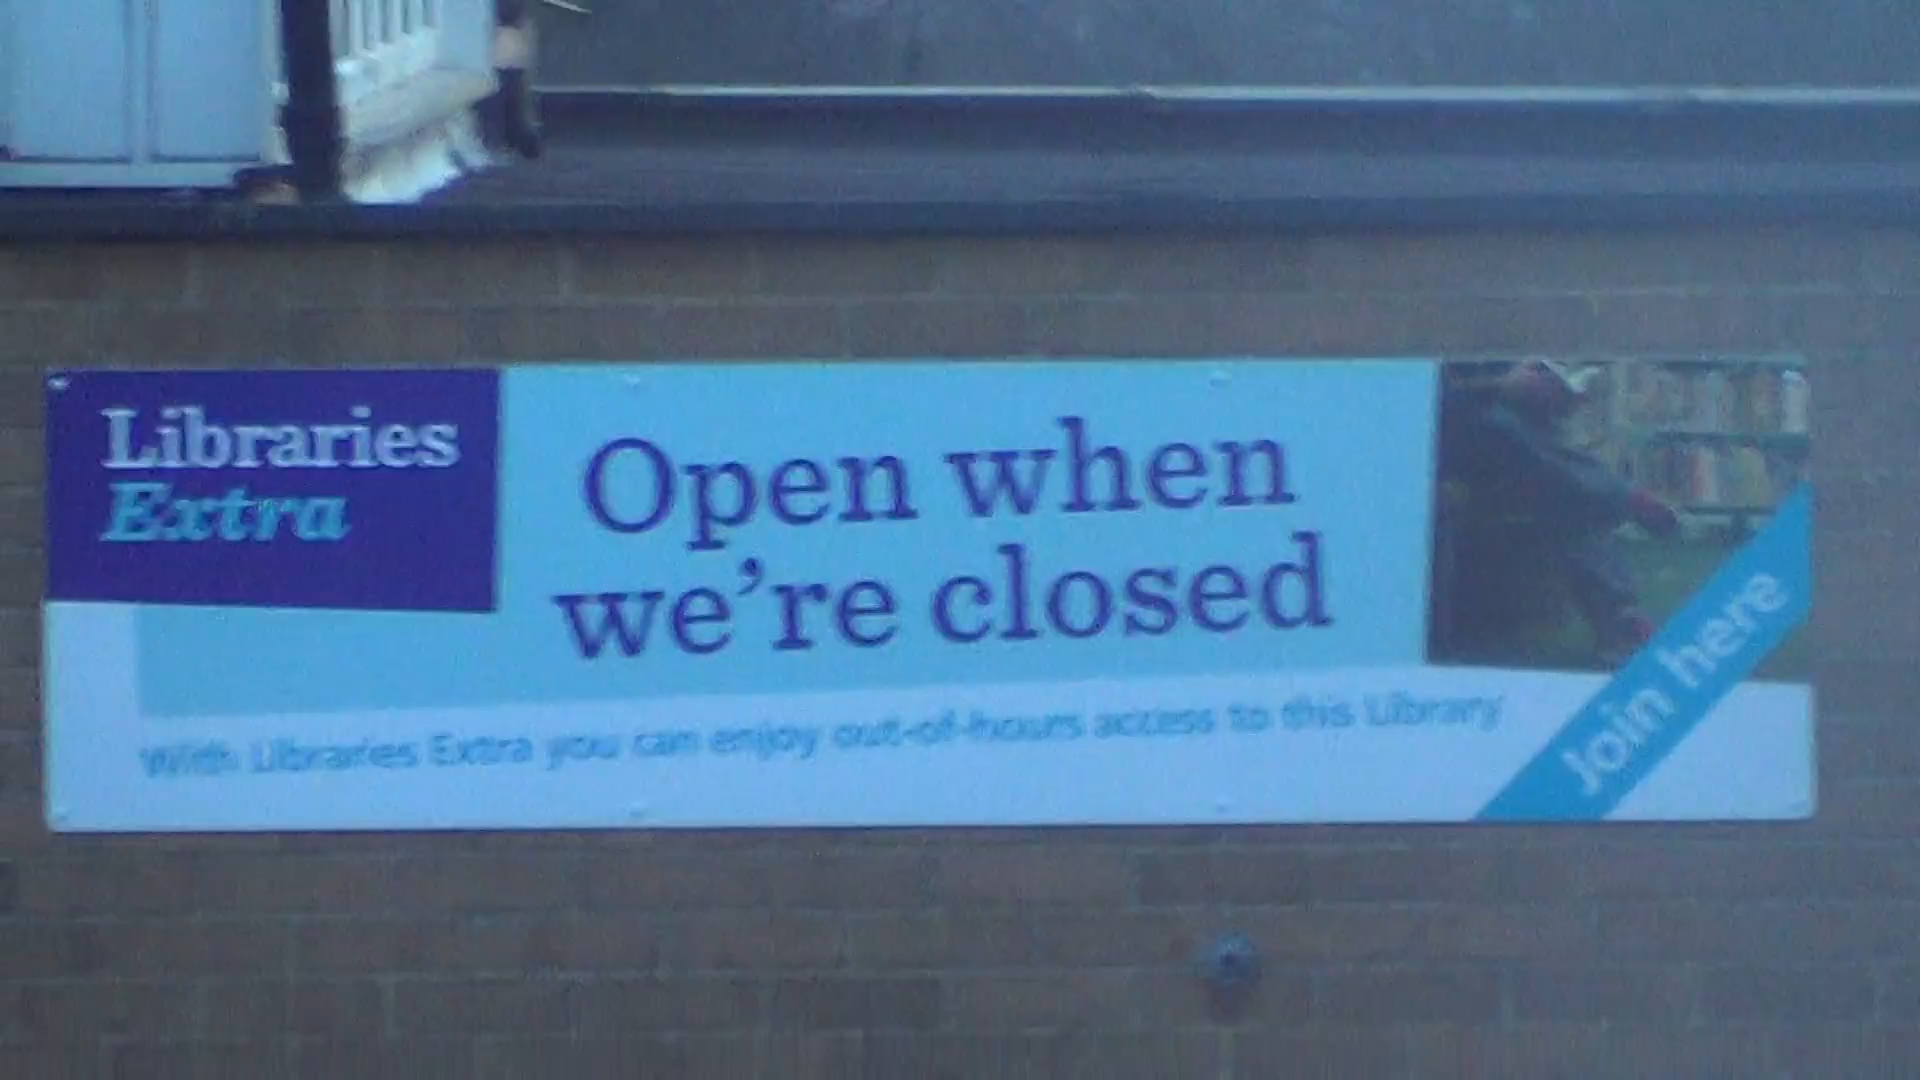 Libraries
Extra
Open when
we're closed
With Libraries Extra you can enjoy out-of-hours access to this Library
Join here